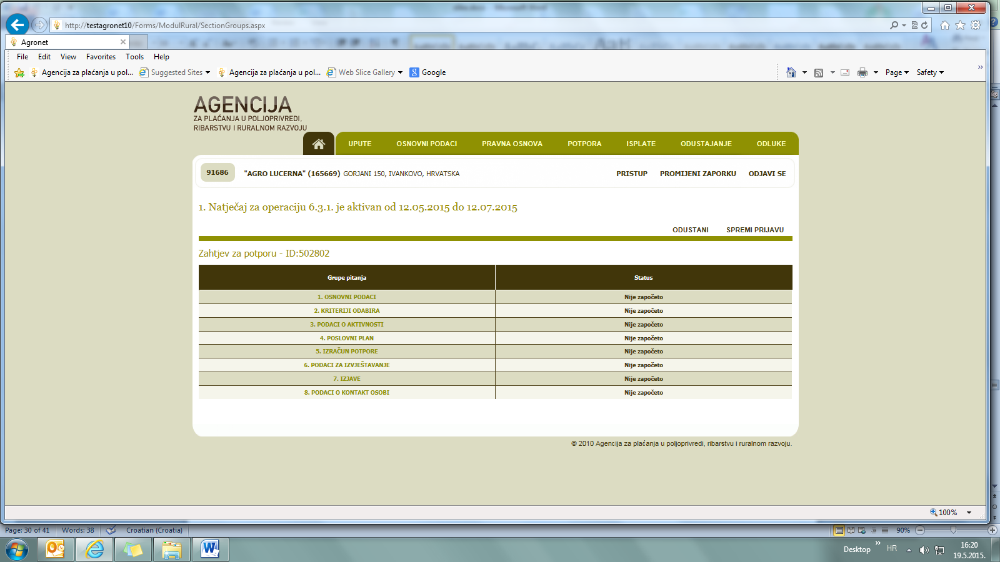 http://testagronet10/Forms/ModulRural/SectionGroups.aspx
Agronet
File Edit View Favorites Tools Help
Agencija za plaćanja u pol... Suggested Sites Agencija za plaćanja u pol... Web Slice Gallery Google
Page Safety
AGENCIJA
ZA PLAĆANJA U POLJOPRIVREDI,
RIBARSTVU I RURALNOM RAZVOJU
UPUTE OSNOVNI PODACI PRAVNA OSNOVA POTPORA ISPLATE ODUSTAJANJE ODLUKE
91686 "AGRO LUCERNA" (165669) GORJANI 150, IVANKOVO, HRVATSKA PRISTUP PROMIJENI ZAPORKU ODJAVI SE
1. Natječaj za operaciju 6.3.1. je aktivan od 12.05.2015 do 12.07.2015
ODUSTANI SPREMI PRIJAVU
Zahtjev za potporu - ID:502802
Grupe pitanja Status
1. OSNOVNI PODACI Nije započeto
2. KRITERIJI ODABIRA Nije započeto
3. PODACI O AKTIVNOSTI Nije započeto
4. POSLOVNI PLAN Nije započeto
5. IZRAČUN POTPORE Nije započeto
6. PODACI ZA IZVJEŠTAVANJE Nije započeto
7. IZJAVE Nije započeto
8. PODACI O KONTAKT OSOBI Nije započeto
© 2010 Agencija za plaćanja u poljoprivredi, ribarstvu i ruralnom razvoju.
100%
Page: 30 of 41 Words: 38 Croatian (Croatia) 90%
Desktop HR 16:20
19.5.2015.